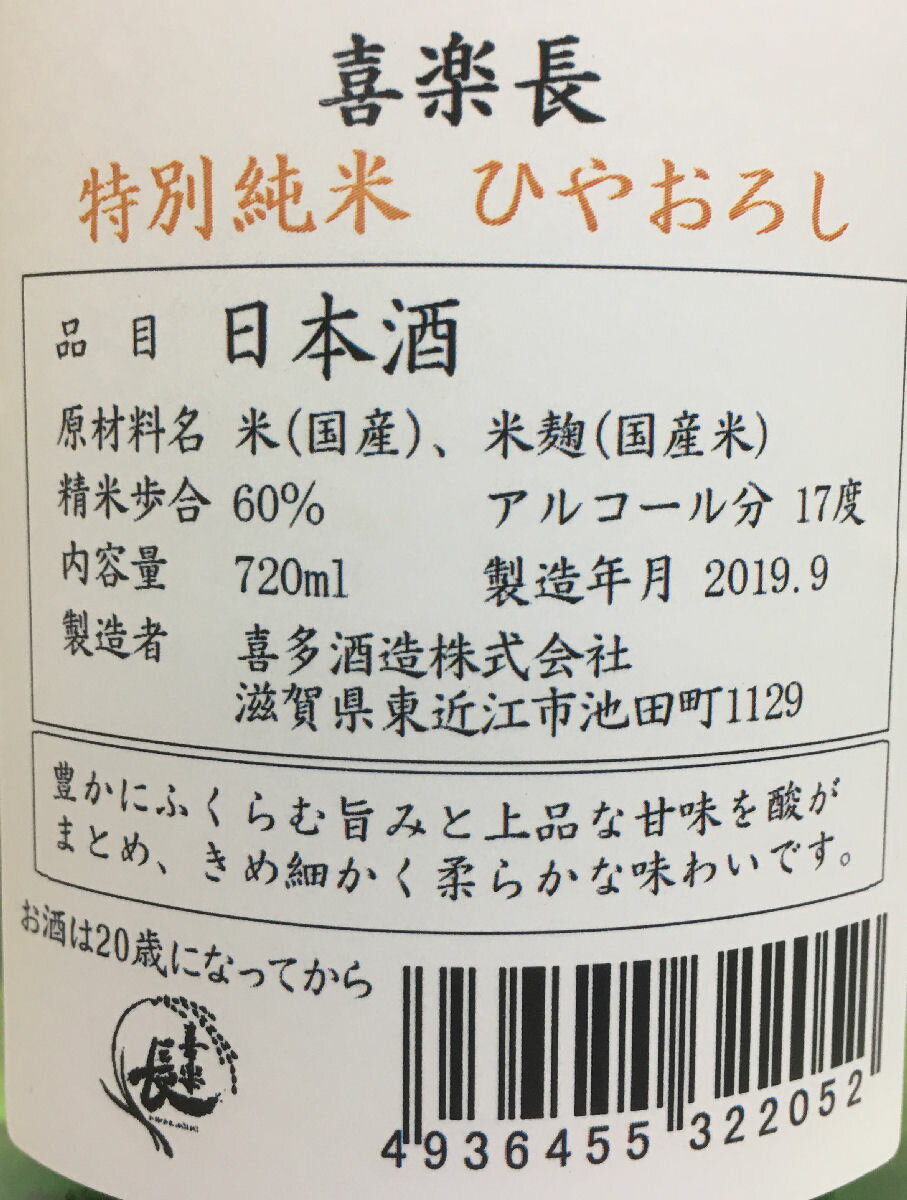 喜楽長
特別純米 ひやおろし
品目 日本酒
原材料名 米(国産)、米麹(国産米)
精米歩合 60% アルコール分 17度
内容量 720ml 製造年月 2019.9
製造者 喜多酒造株式会社
滋賀県東近江市池田町1129
豊かにふくらむ旨みと上品な甘味を酸が
まとめ、きめ細かく柔らかな味わいです。
お酒は20歳になってから
喜楽長
4936455322052